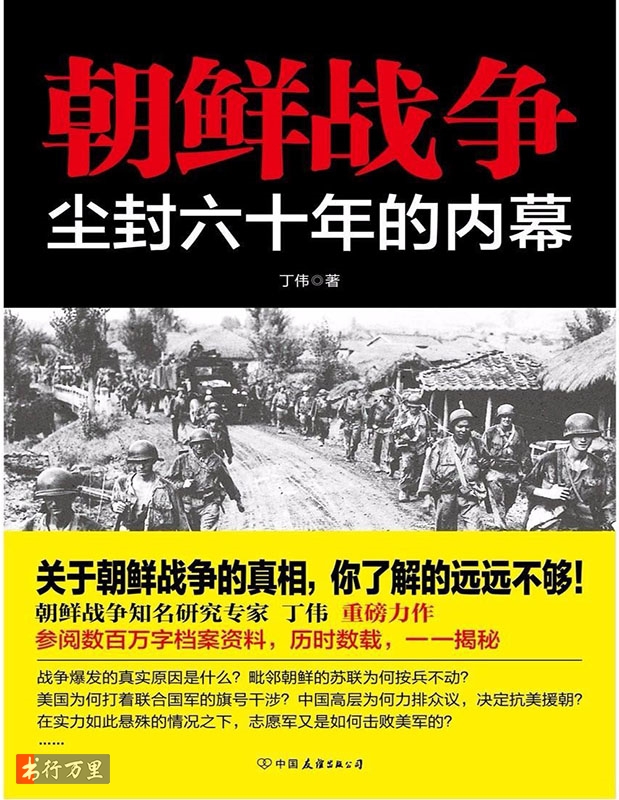 朝鲜战争
尘封六十年的内幕
丁伟◎著
关于朝鲜战争的真相，你了解的远远不够！
朝鲜战争知名研究专家 丁伟 重磅力作
参阅数百万字档案资料，历时数载，一一揭秘
战争爆发的真实原因是什么？毗邻朝鲜的苏联为何按兵不动？
美国为何打着联合国军的旗号干涉？中国高层为何力排众议，决定抗美援朝？
在实力如此悬殊的情况之下，志愿军又是如何击败美军的？
……
书行万里
中国友谊出版公司